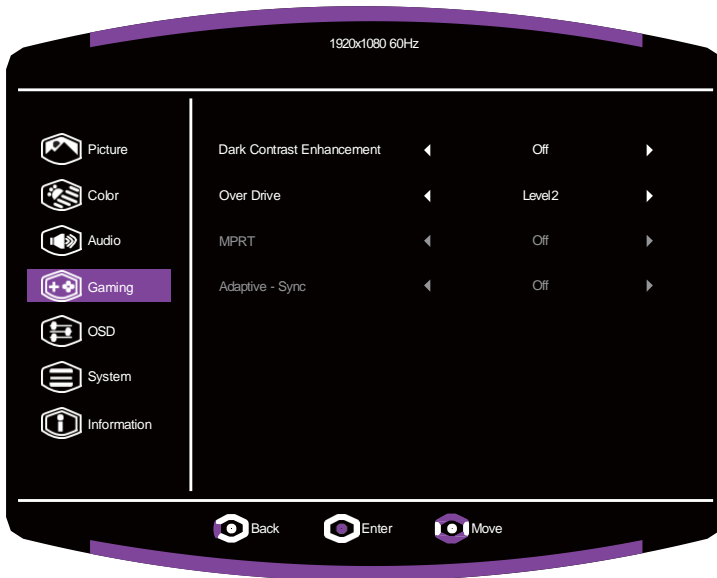 1920x1080 60Hz
Picture
Dark Contrast Enhancement Off
Color
Over Drive Level2
Audio
MPRT Off
Gaming
Adaptive - Sync Off
OSD
System
Information
Back Enter Move